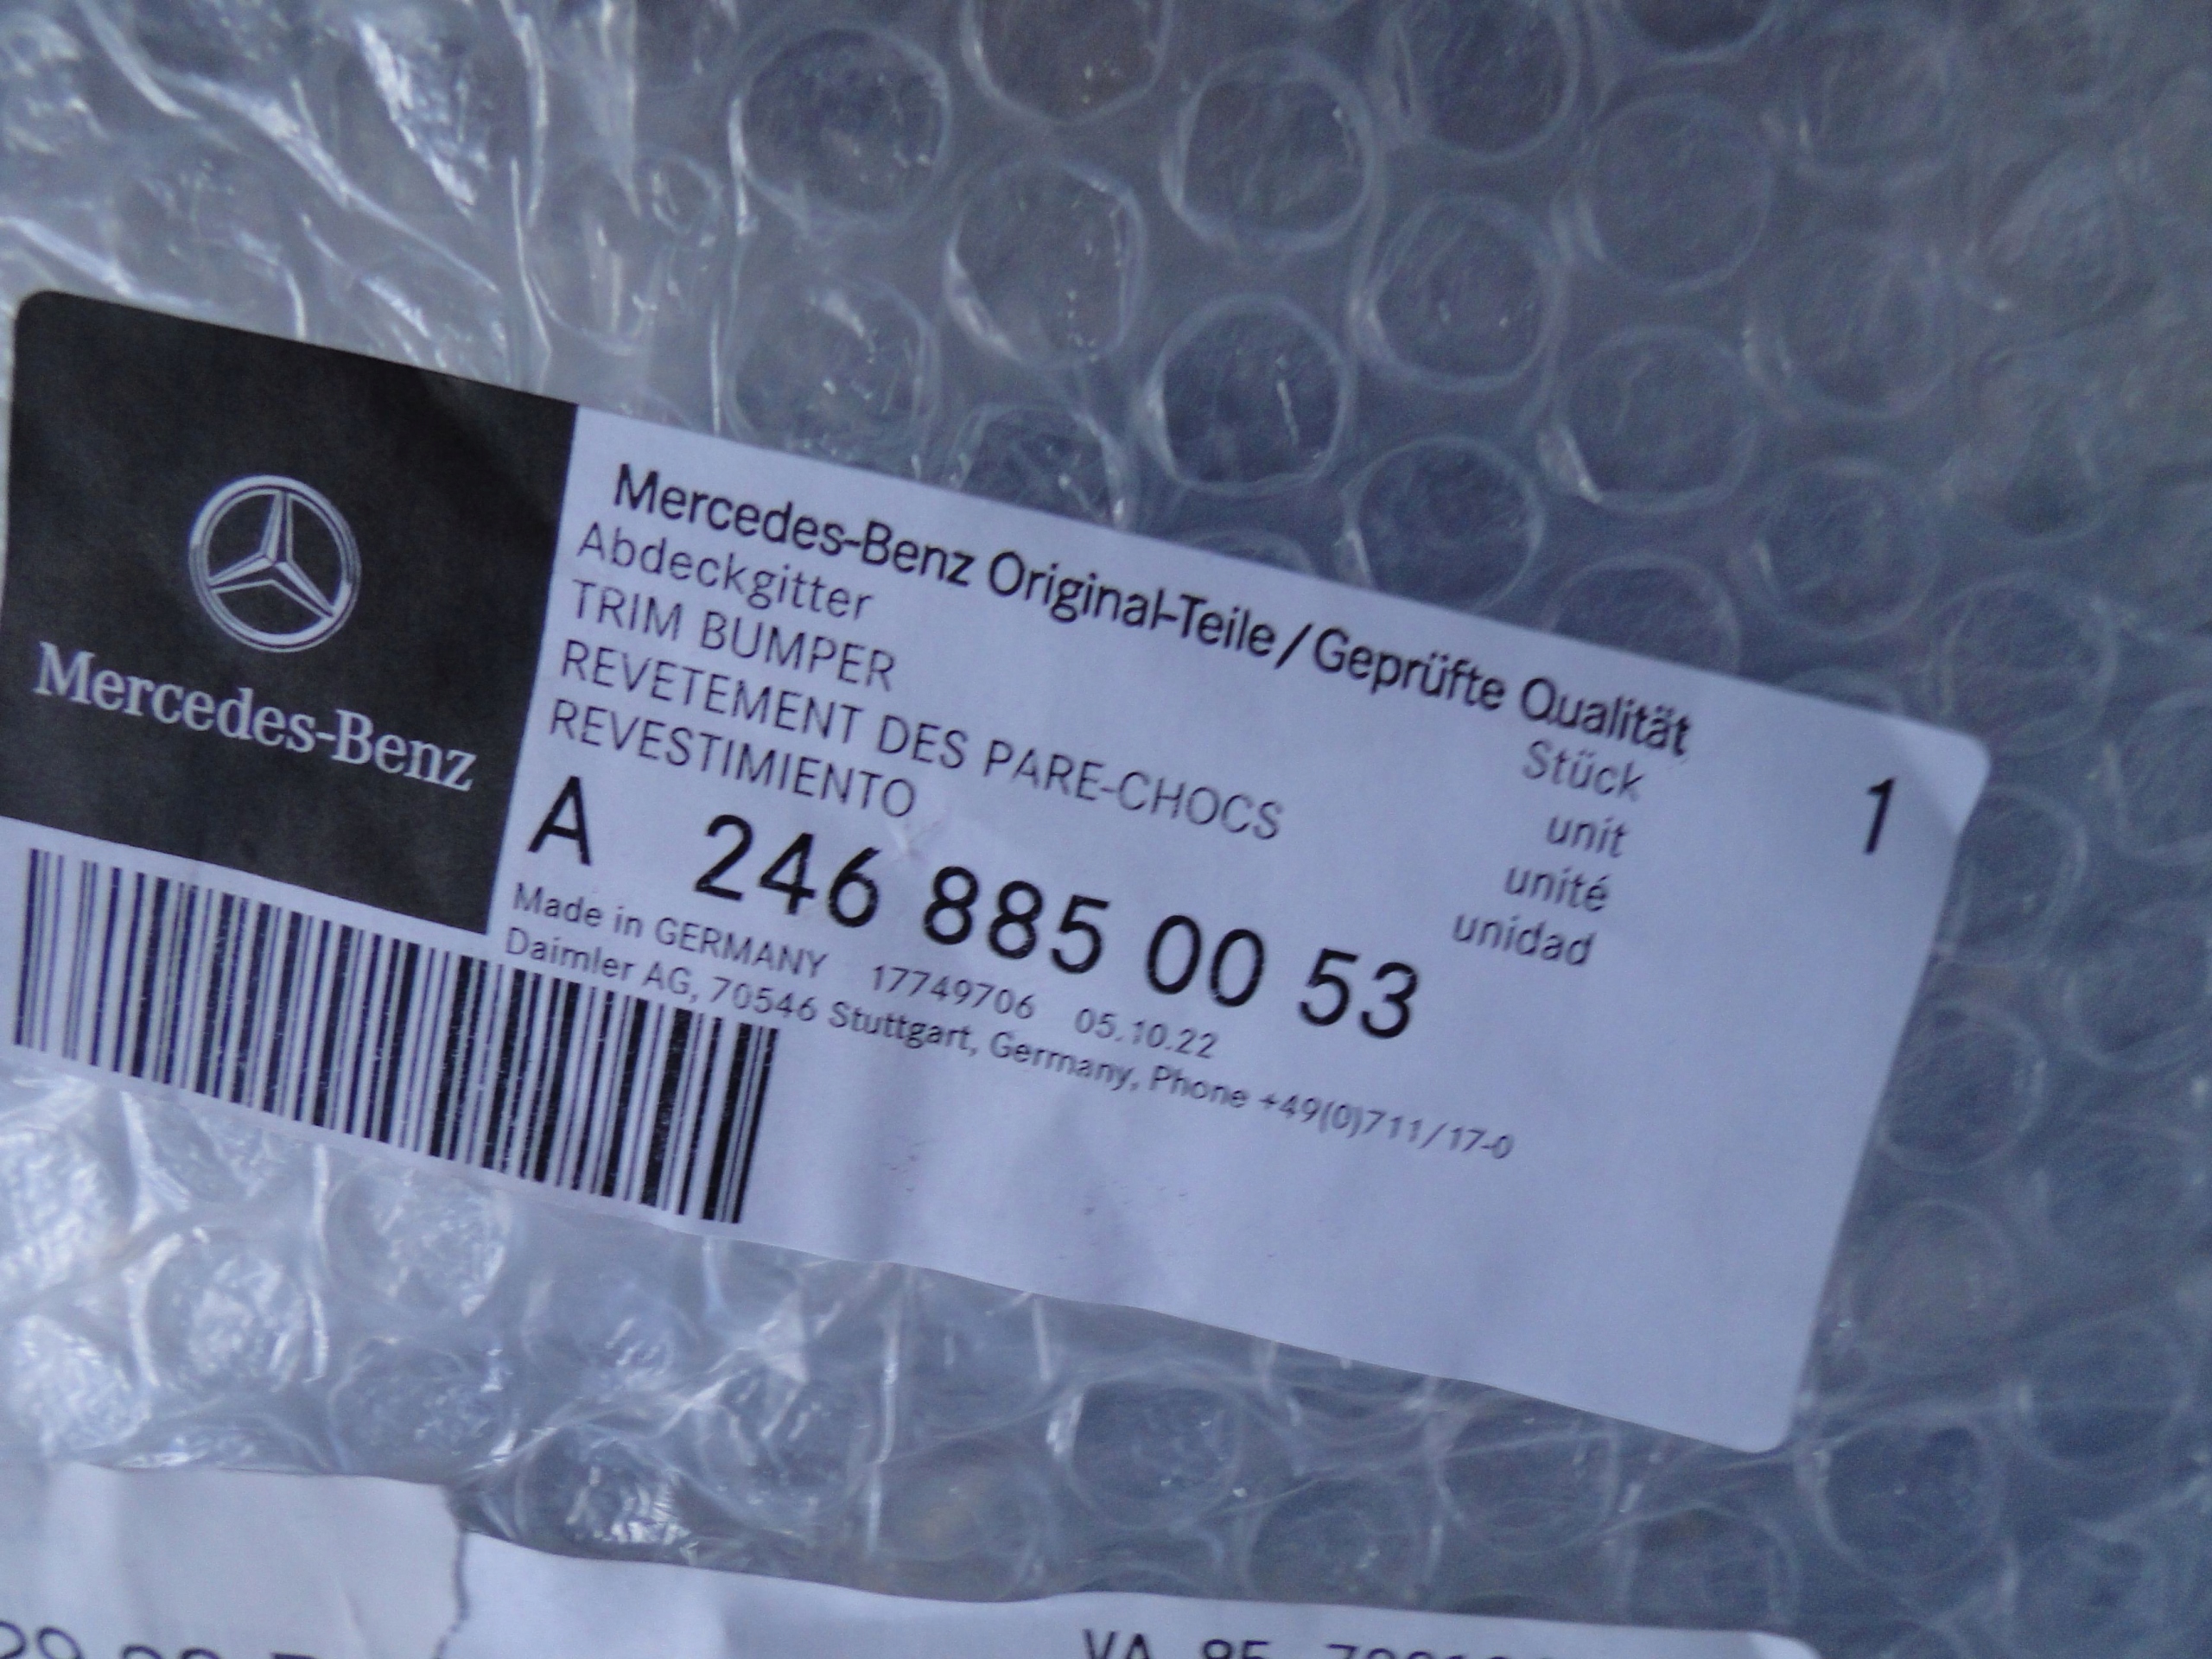 Mercedes-Benz
Mercedes-Benz Original-Teile / Geprüfte Qualität
Abdeckgitter
TRIM BUMPER
REVETEMENT DES PARE-CHOCS
REVESTIMIENTO
Stück 1
unit
unité
unidad
A 246 885 00 53
Made in GERMANY 17749706 05.10.22
Daimler AG, 70546 Stuttgart, Germany, Phone +49(0)711/17-0
VA 85